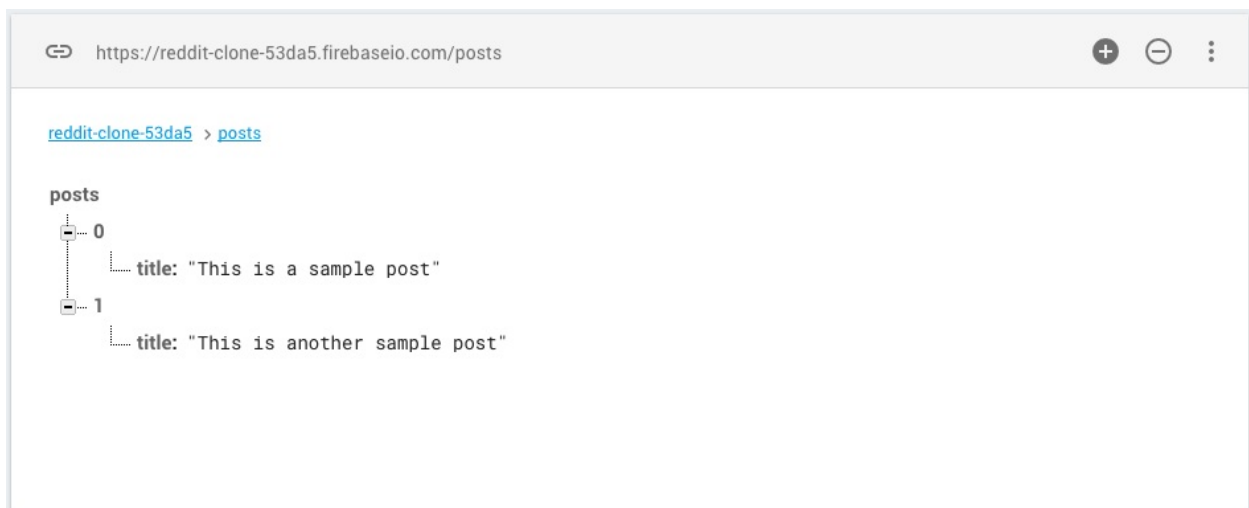 https://reddit-clone-53da5.firebaseio.com/posts
reddit-clone-53da5 > posts
posts
0
title: "This is a sample post"
1
title: "This is another sample post"